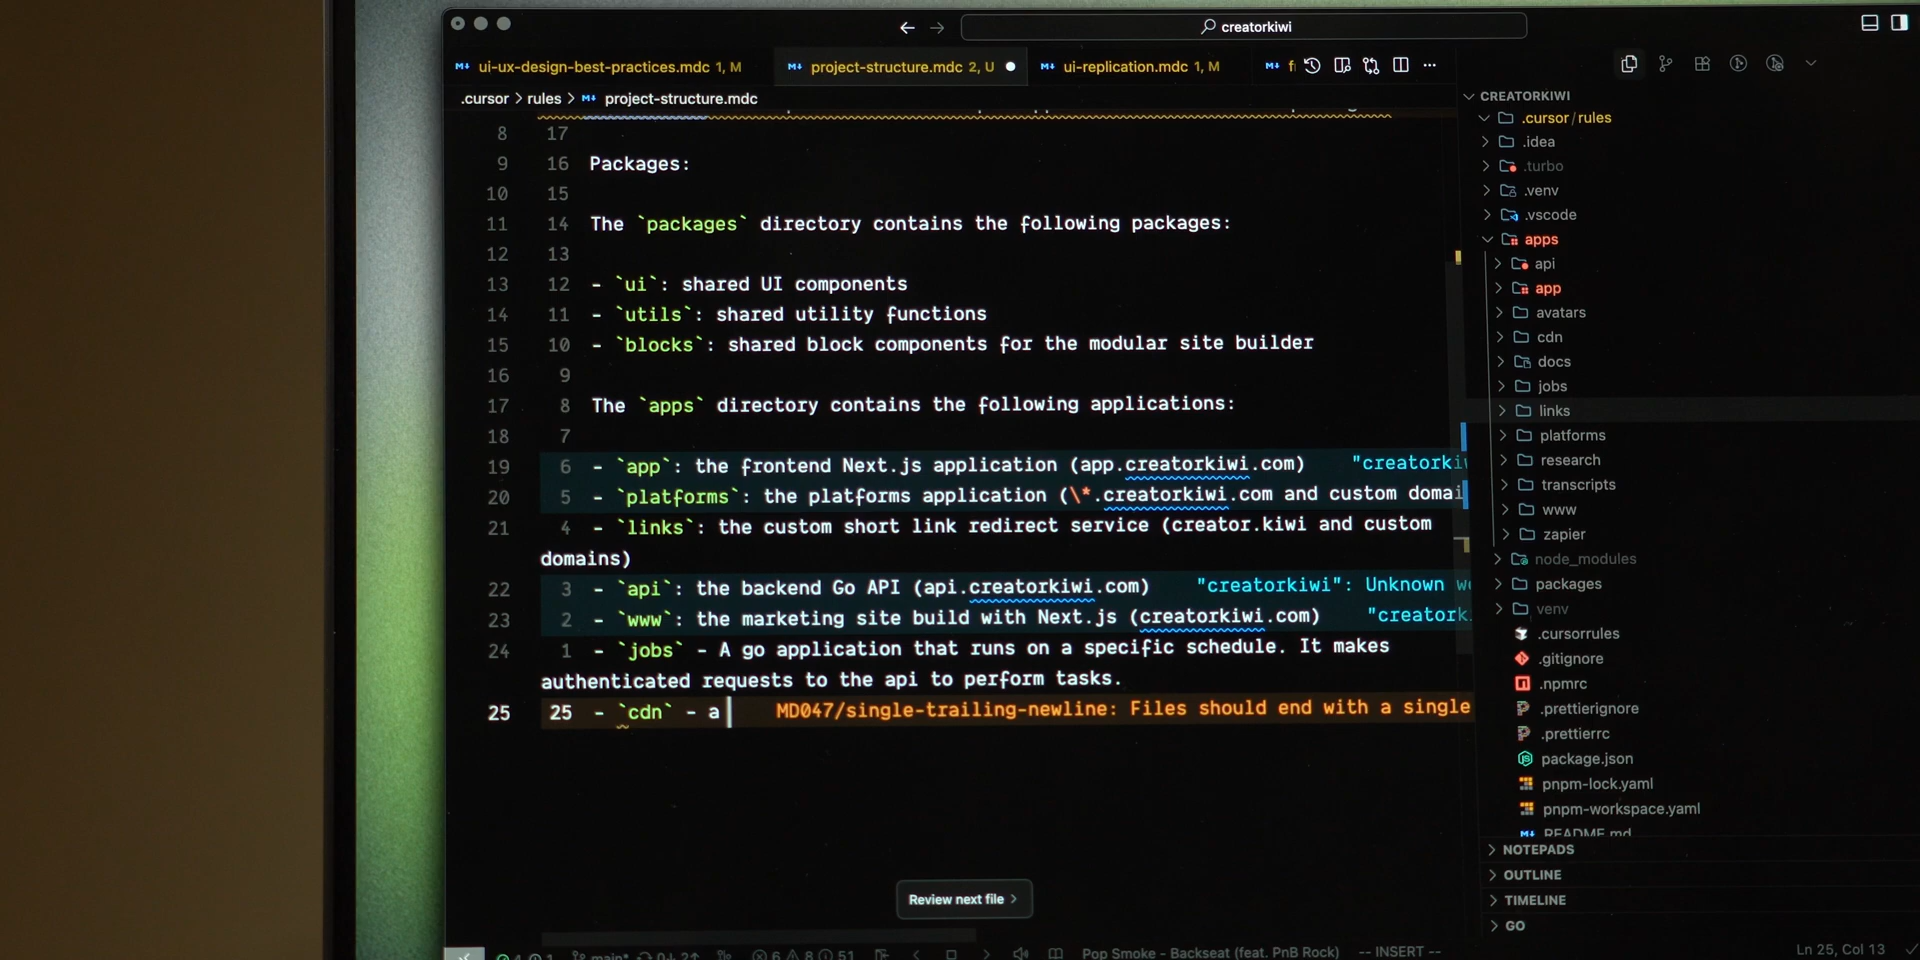 creatorkiwi
ui-ux-design-best-practices.mdc 1, M
project-structure.mdc 2, U
ui-replication.mdc 1, M
.cursor > rules > project-structure.mdc
8 17
9 16 Packages:
10 15
11 14 The `packages` directory contains the following packages:
12 13
13 12 - `ui`: shared UI components
14 11 - `utils`: shared utility functions
15 10 - `blocks`: shared block components for the modular site builder
16 9
17 8 The `apps` directory contains the following applications:
18 7
19 6 - `app`: the frontend Next.js application (app.creatorkiwi.com) "creatorkiw
20 5 - `platforms`: the platforms application (\*.creatorkiwi.com and custom domai
21 4 - `links`: the custom short link redirect service (creator.kiwi and custom
domains)
22 3 - `api`: the backend Go API (api.creatorkiwi.com) "creatorkiwi": Unknown w
23 2 - `www`: the marketing site build with Next.js (creatorkiwi.com) "creatork
24 1 - `jobs` - A go application that runs on a specific schedule. It makes
authenticated requests to the api to perform tasks.
25 25 - `cdn` - a MD047/single-trailing-newline: Files should end with a single
Review next file >
CREATORKIWI
.cursor/rules
.idea
.turbo
.venv
.vscode
apps
api
app
avatars
cdn
docs
jobs
links
platforms
research
transcripts
www
zapier
node_modules
packages
venv
.cursorrules
.gitignore
.npmrc
.prettierignore
.prettierrc
package.json
pnpm-lock.yaml
pnpm-workspace.yaml
README.md
NOTEPADS
OUTLINE
TIMELINE
GO
main* 0↓ 2↑ 6 8 51 Pop Smoke - Backseat (feat. PnB Rock) -- INSERT -- Ln 25, Col 13